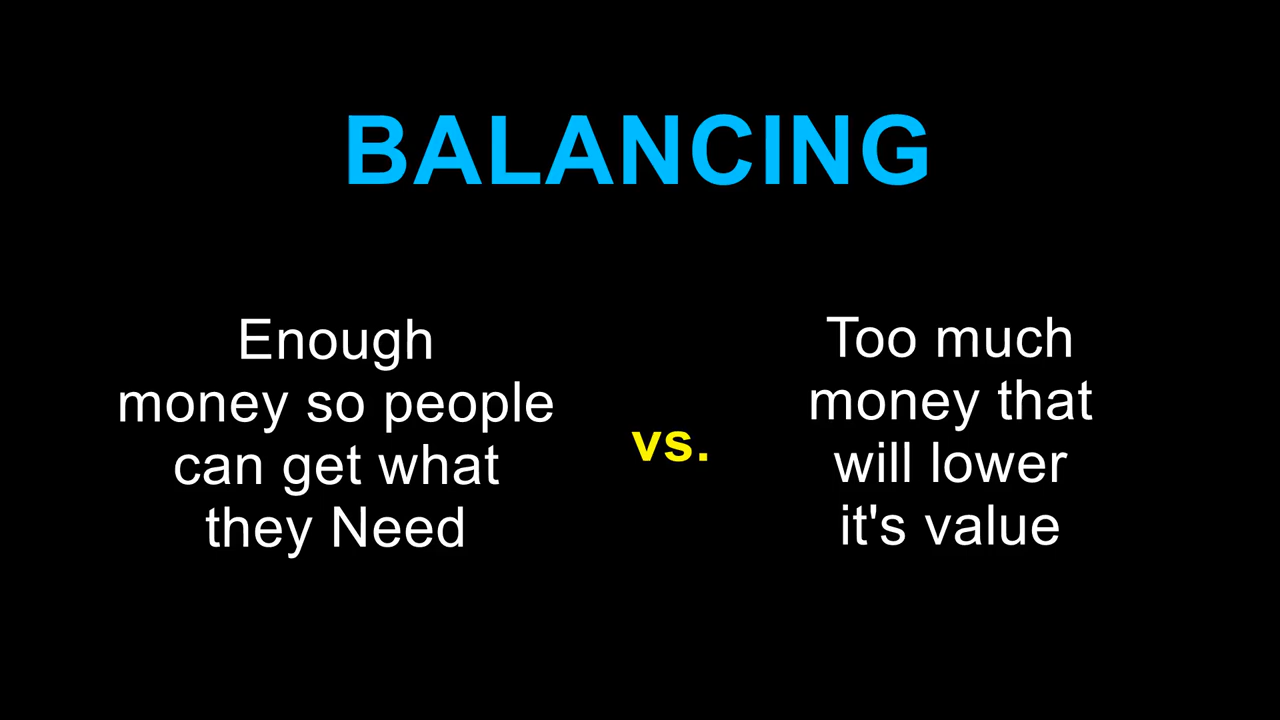 BALANCING
Enough
money so people
can get what
they Need
vs.
Too much
money that
will lower
it's value